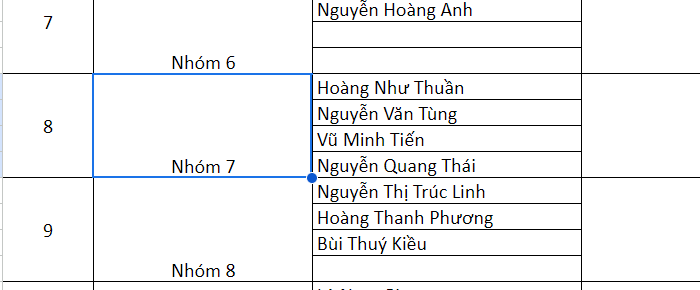 7
Nguyễn Hoàng Anh
Nhóm 6
8
Hoàng Như Thuần
Nguyễn Văn Tùng
Vũ Minh Tiến
Nhóm 7
Nguyễn Quang Thái
9
Nguyễn Thị Trúc Linh
Hoàng Thanh Phương
Bùi Thuý Kiều
Nhóm 8